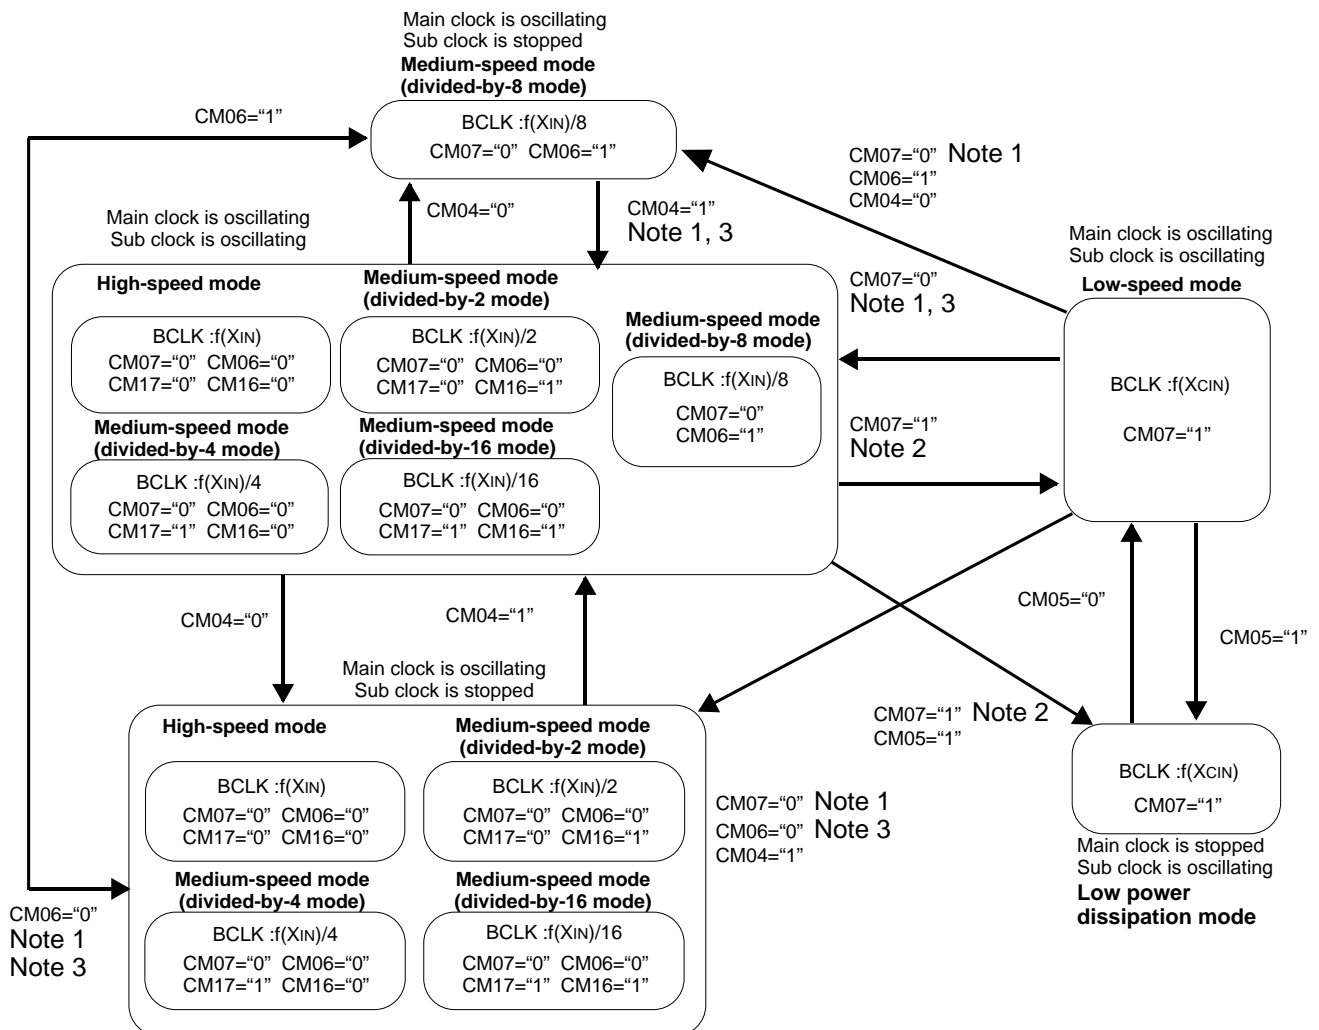 Main clock is oscillating
Sub clock is stopped
Medium-speed mode
(divided-by-8 mode)
CM06=“1”
BCLK :f(XIN)/8
CM07=“0” CM06=“1”
CM07=“0” Note 1
CM06=“1”
CM04=“0”
CM04=“0”
CM04=“1”
Note 1, 3
Main clock is oscillating
Sub clock is oscillating
Main clock is oscillating
Sub clock is oscillating
Low-speed mode
High-speed mode
BCLK :f(XIN)
CM07=“0” CM06=“0”
CM17=“0” CM16=“0”
Medium-speed mode
(divided-by-2 mode)
BCLK :f(XIN)/2
CM07=“0” CM06=“0”
CM17=“0” CM16=“1”
Medium-speed mode
(divided-by-8 mode)
BCLK :f(XIN)/8
CM07=“0”
CM06=“1”
Medium-speed mode
(divided-by-4 mode)
BCLK :f(XIN)/4
CM07=“0” CM06=“0”
CM17=“1” CM16=“0”
Medium-speed mode
(divided-by-16 mode)
BCLK :f(XIN)/16
CM07=“0” CM06=“0”
CM17=“1” CM16=“1”
CM07=“0”
Note 1, 3
CM07=“1”
Note 2
BCLK :f(XCIN)
CM07=“1”
CM04=“0”
CM04=“1”
CM05=“0”
CM05=“1”
Main clock is oscillating
Sub clock is stopped
High-speed mode
BCLK :f(XIN)
CM07=“0” CM06=“0”
CM17=“0” CM16=“0”
Medium-speed mode
(divided-by-2 mode)
BCLK :f(XIN)/2
CM07=“0” CM06=“0”
CM17=“0” CM16=“1”
Medium-speed mode
(divided-by-4 mode)
BCLK :f(XIN)/4
CM07=“0” CM06=“0”
CM17=“1” CM16=“0”
Medium-speed mode
(divided-by-16 mode)
BCLK :f(XIN)/16
CM07=“0” CM06=“0”
CM17=“1” CM16=“1”
CM07=“1” Note 2
CM05=“1”
CM07=“0” Note 1
CM06=“0” Note 3
CM04=“1”
BCLK :f(XCIN)
CM07=“1”
Main clock is stopped
Sub clock is oscillating
Low power
dissipation mode
CM06=“0”
Note 1
Note 3